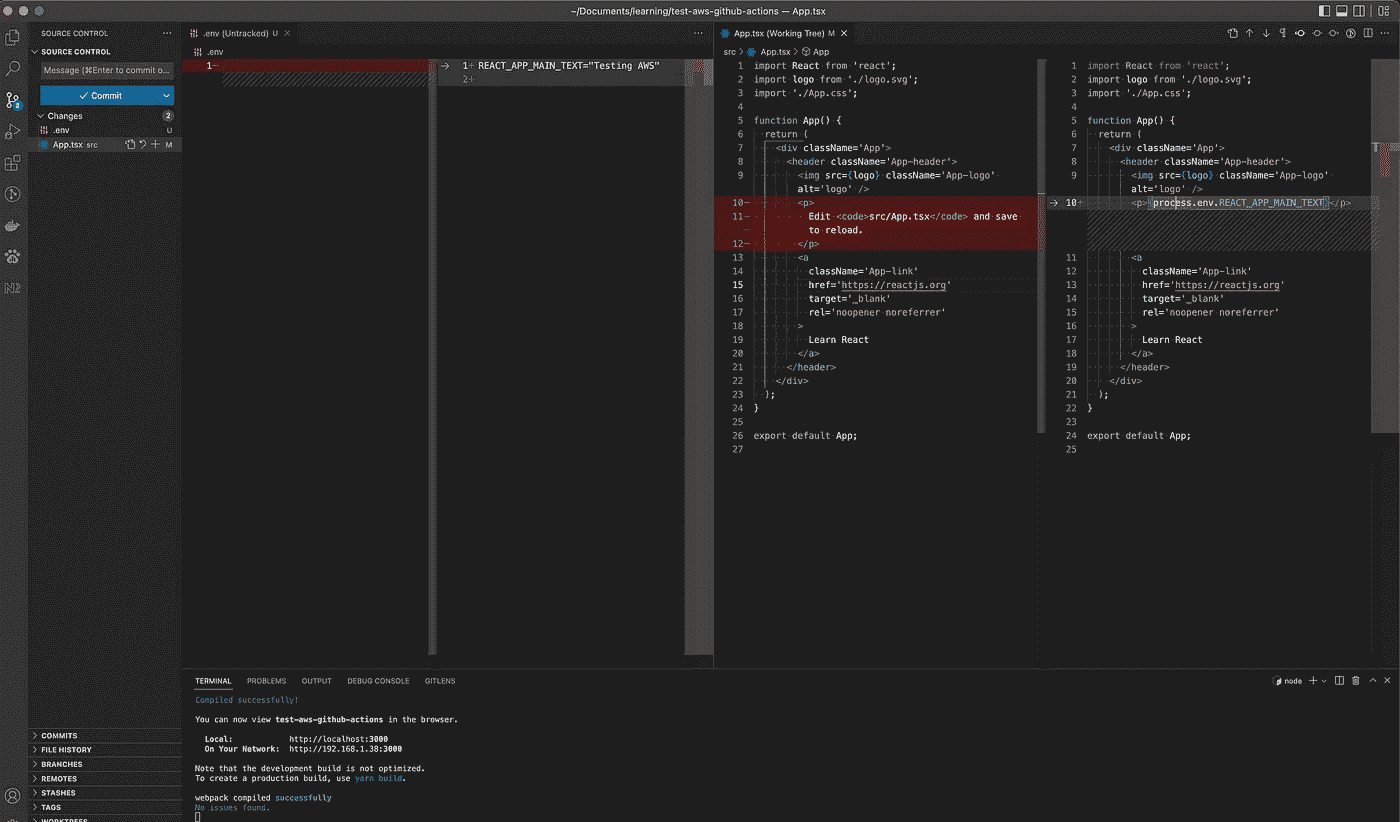 ~/Documents/learning/test-aws-github-actions — App.tsx
SOURCE CONTROL
SOURCE CONTROL
Message (⌘Enter to commit o...
Commit
Changes 2
.env U
App.tsx src M
2
COMMITS
FILE HISTORY
BRANCHES
REMOTES
STASHES
TAGS
WORKTREES
.env (Untracked) U
.env
1-
1+ REACT_APP_MAIN_TEXT="Testing AWS"
2+
App.tsx (Working Tree) M
src > App.tsx > App
1 import React from 'react';
2 import logo from './logo.svg';
3 import './App.css';
4
5 function App() {
6 return (
7 <div className='App'>
8 <header className='App-header'>
9 <img src={logo} className='App-logo'
alt='logo' />
10- <p>
11- Edit <code>src/App.tsx</code> and save
to reload.
12- </p>
13 <a
14 className='App-link'
15 href='https://reactjs.org'
16 target='_blank'
17 rel='noopener noreferrer'
18 >
19 Learn React
20 </a>
21 </header>
22 </div>
23 );
24 }
25
26 export default App;
27
1 import React from 'react';
2 import logo from './logo.svg';
3 import './App.css';
4
5 function App() {
6 return (
7 <div className='App'>
8 <header className='App-header'>
9 <img src={logo} className='App-logo'
alt='logo' />
10+ <p>{process.env.REACT_APP_MAIN_TEXT}</p>
11 <a
12 className='App-link'
13 href='https://reactjs.org'
14 target='_blank'
15 rel='noopener noreferrer'
16 >
17 Learn React
18 </a>
19 </header>
20 </div>
21 );
22 }
23
24 export default App;
25
TERMINAL PROBLEMS OUTPUT DEBUG CONSOLE GITLENS
node
Compiled successfully!
You can now view test-aws-github-actions in the browser.
Local: http://localhost:3000
On Your Network: http://192.168.1.38:3000
Note that the development build is not optimized.
To create a production build, use yarn build.
webpack compiled successfully
No issues found.